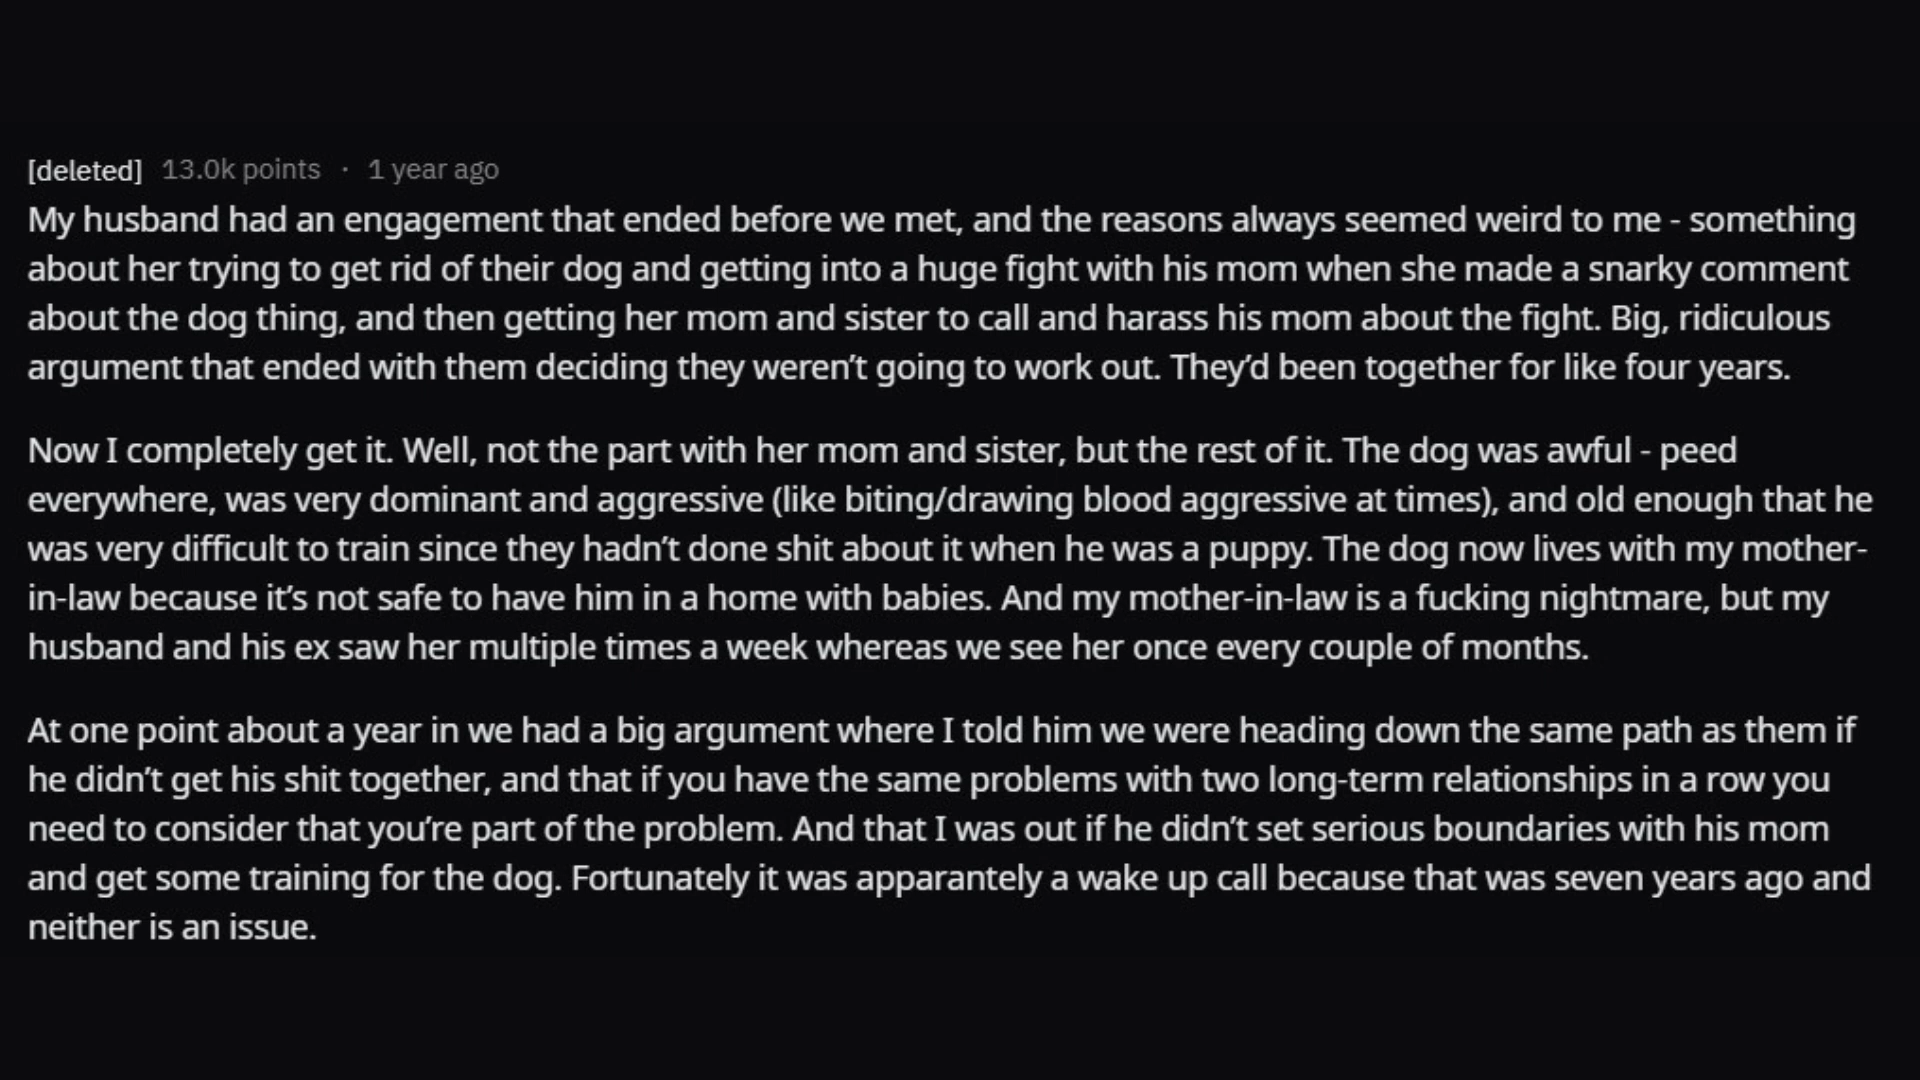 [deleted] 13.0k points · 1 year ago
My husband had an engagement that ended before we met, and the reasons always seemed weird to me - something
about her trying to get rid of their dog and getting into a huge fight with his mom when she made a snarky comment
about the dog thing, and then getting her mom and sister to call and harass his mom about the fight. Big, ridiculous
argument that ended with them deciding they weren’t going to work out. They’d been together for like four years.
Now I completely get it. Well, not the part with her mom and sister, but the rest of it. The dog was awful - peed
everywhere, was very dominant and aggressive (like biting/drawing blood aggressive at times), and old enough that he
was very difficult to train since they hadn’t done shit about it when he was a puppy. The dog now lives with my mother-
in-law because it’s not safe to have him in a home with babies. And my mother-in-law is a fucking nightmare, but my
husband and his ex saw her multiple times a week whereas we see her once every couple of months.
At one point about a year in we had a big argument where I told him we were heading down the same path as them if
he didn’t get his shit together, and that if you have the same problems with two long-term relationships in a row you
need to consider that you’re part of the problem. And that I was out if he didn’t set serious boundaries with his mom
and get some training for the dog. Fortunately it was apparantely a wake up call because that was seven years ago and
neither is an issue.